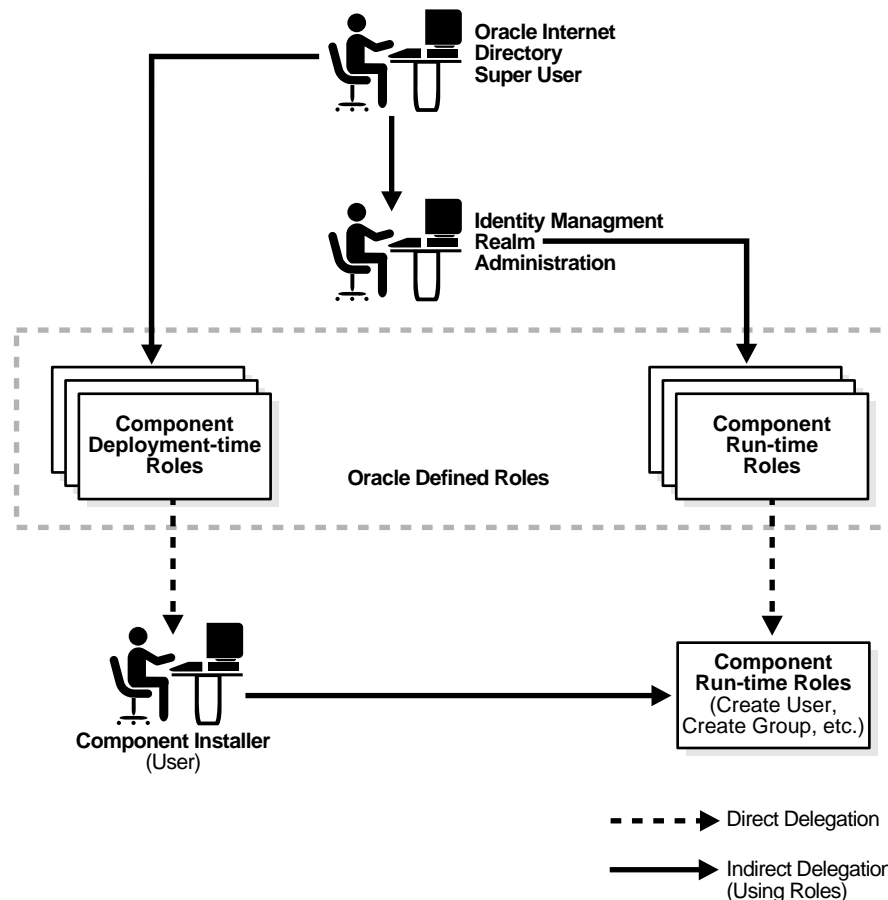 Oracle Internet
Directory
Super User
Identity Managment
Realm
Administration
Component
Deployment-time
Roles
Oracle Defined Roles
Component
Run-time
Roles
Component Installer
(User)
Component
Run-time Roles
(Create User,
Create Group, etc.)
Direct Delegation
Indirect Delegation
(Using Roles)